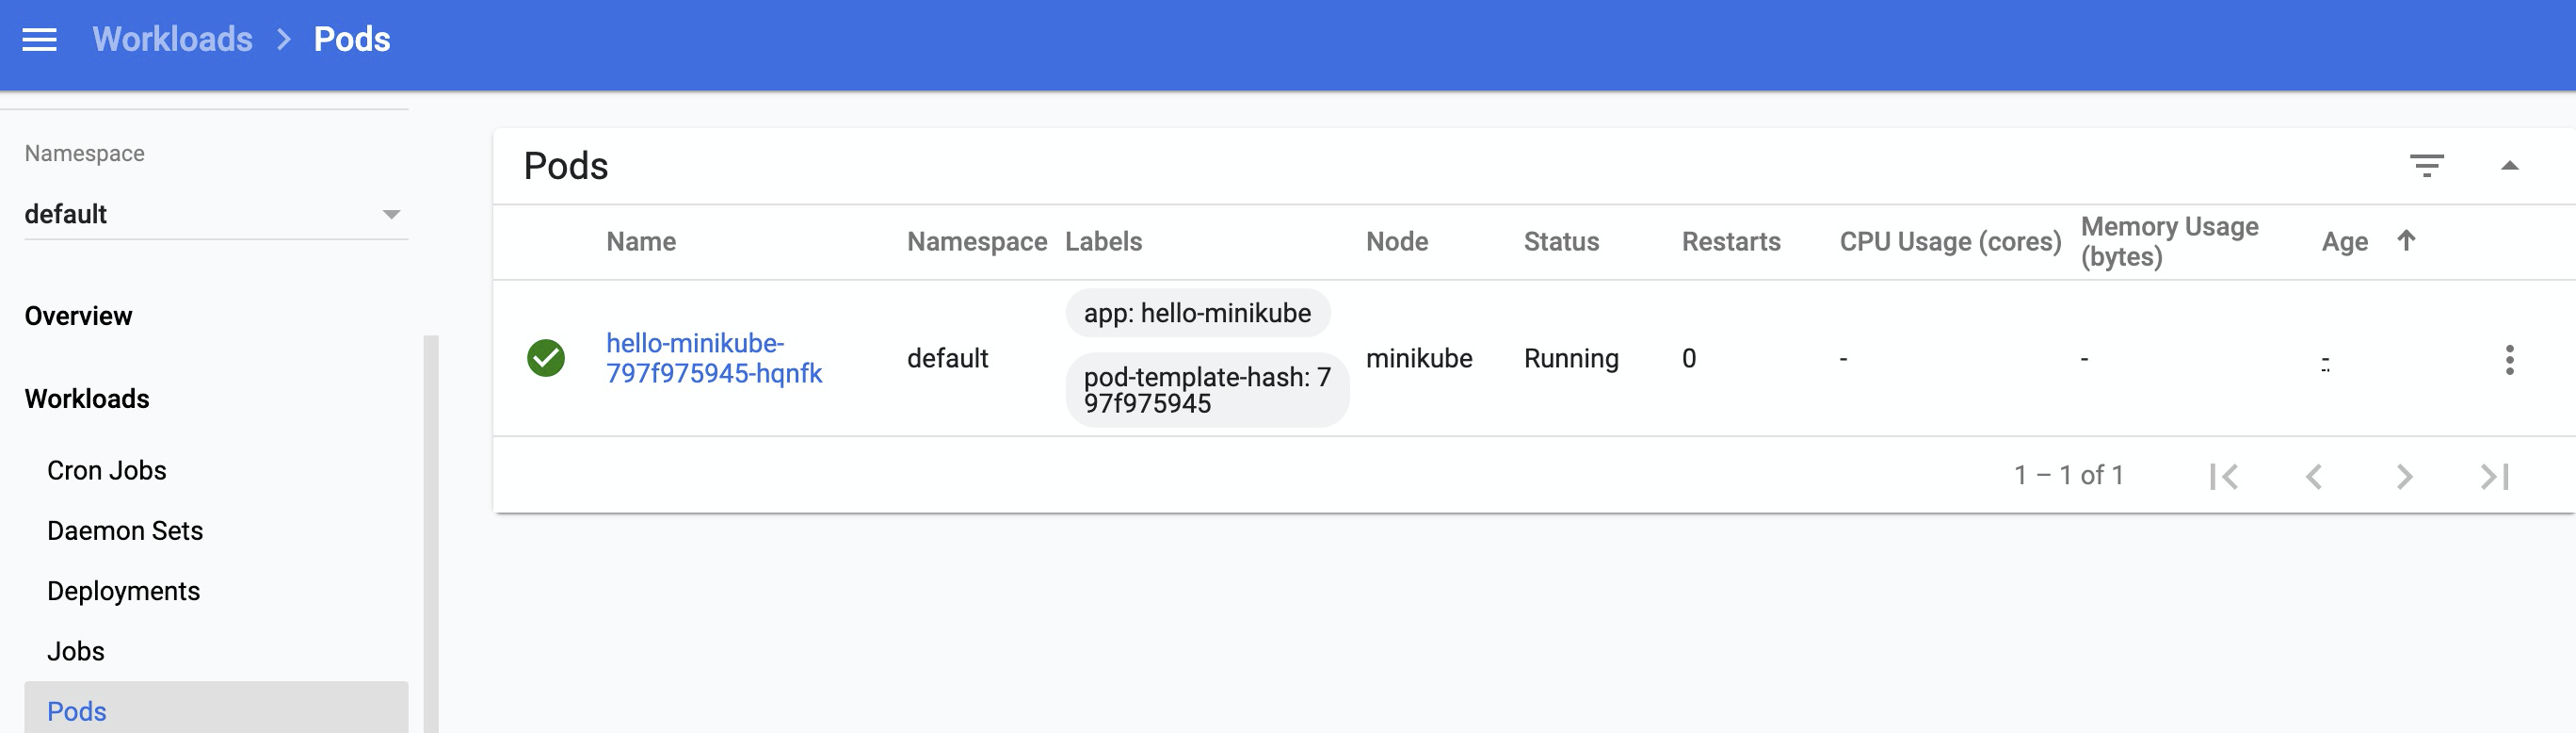 Workloads > Pods
Namespace
default
Overview
Workloads
Cron Jobs
Daemon Sets
Deployments
Jobs
Pods
Pods
Name Namespace Labels Node Status Restarts CPU Usage (cores) Memory Usage (bytes) Age
hello-minikube-
797f975945-hqnfk
default
app: hello-minikube
pod-template-hash: 7
97f975945
minikube Running 0 - - -
1 – 1 of 1